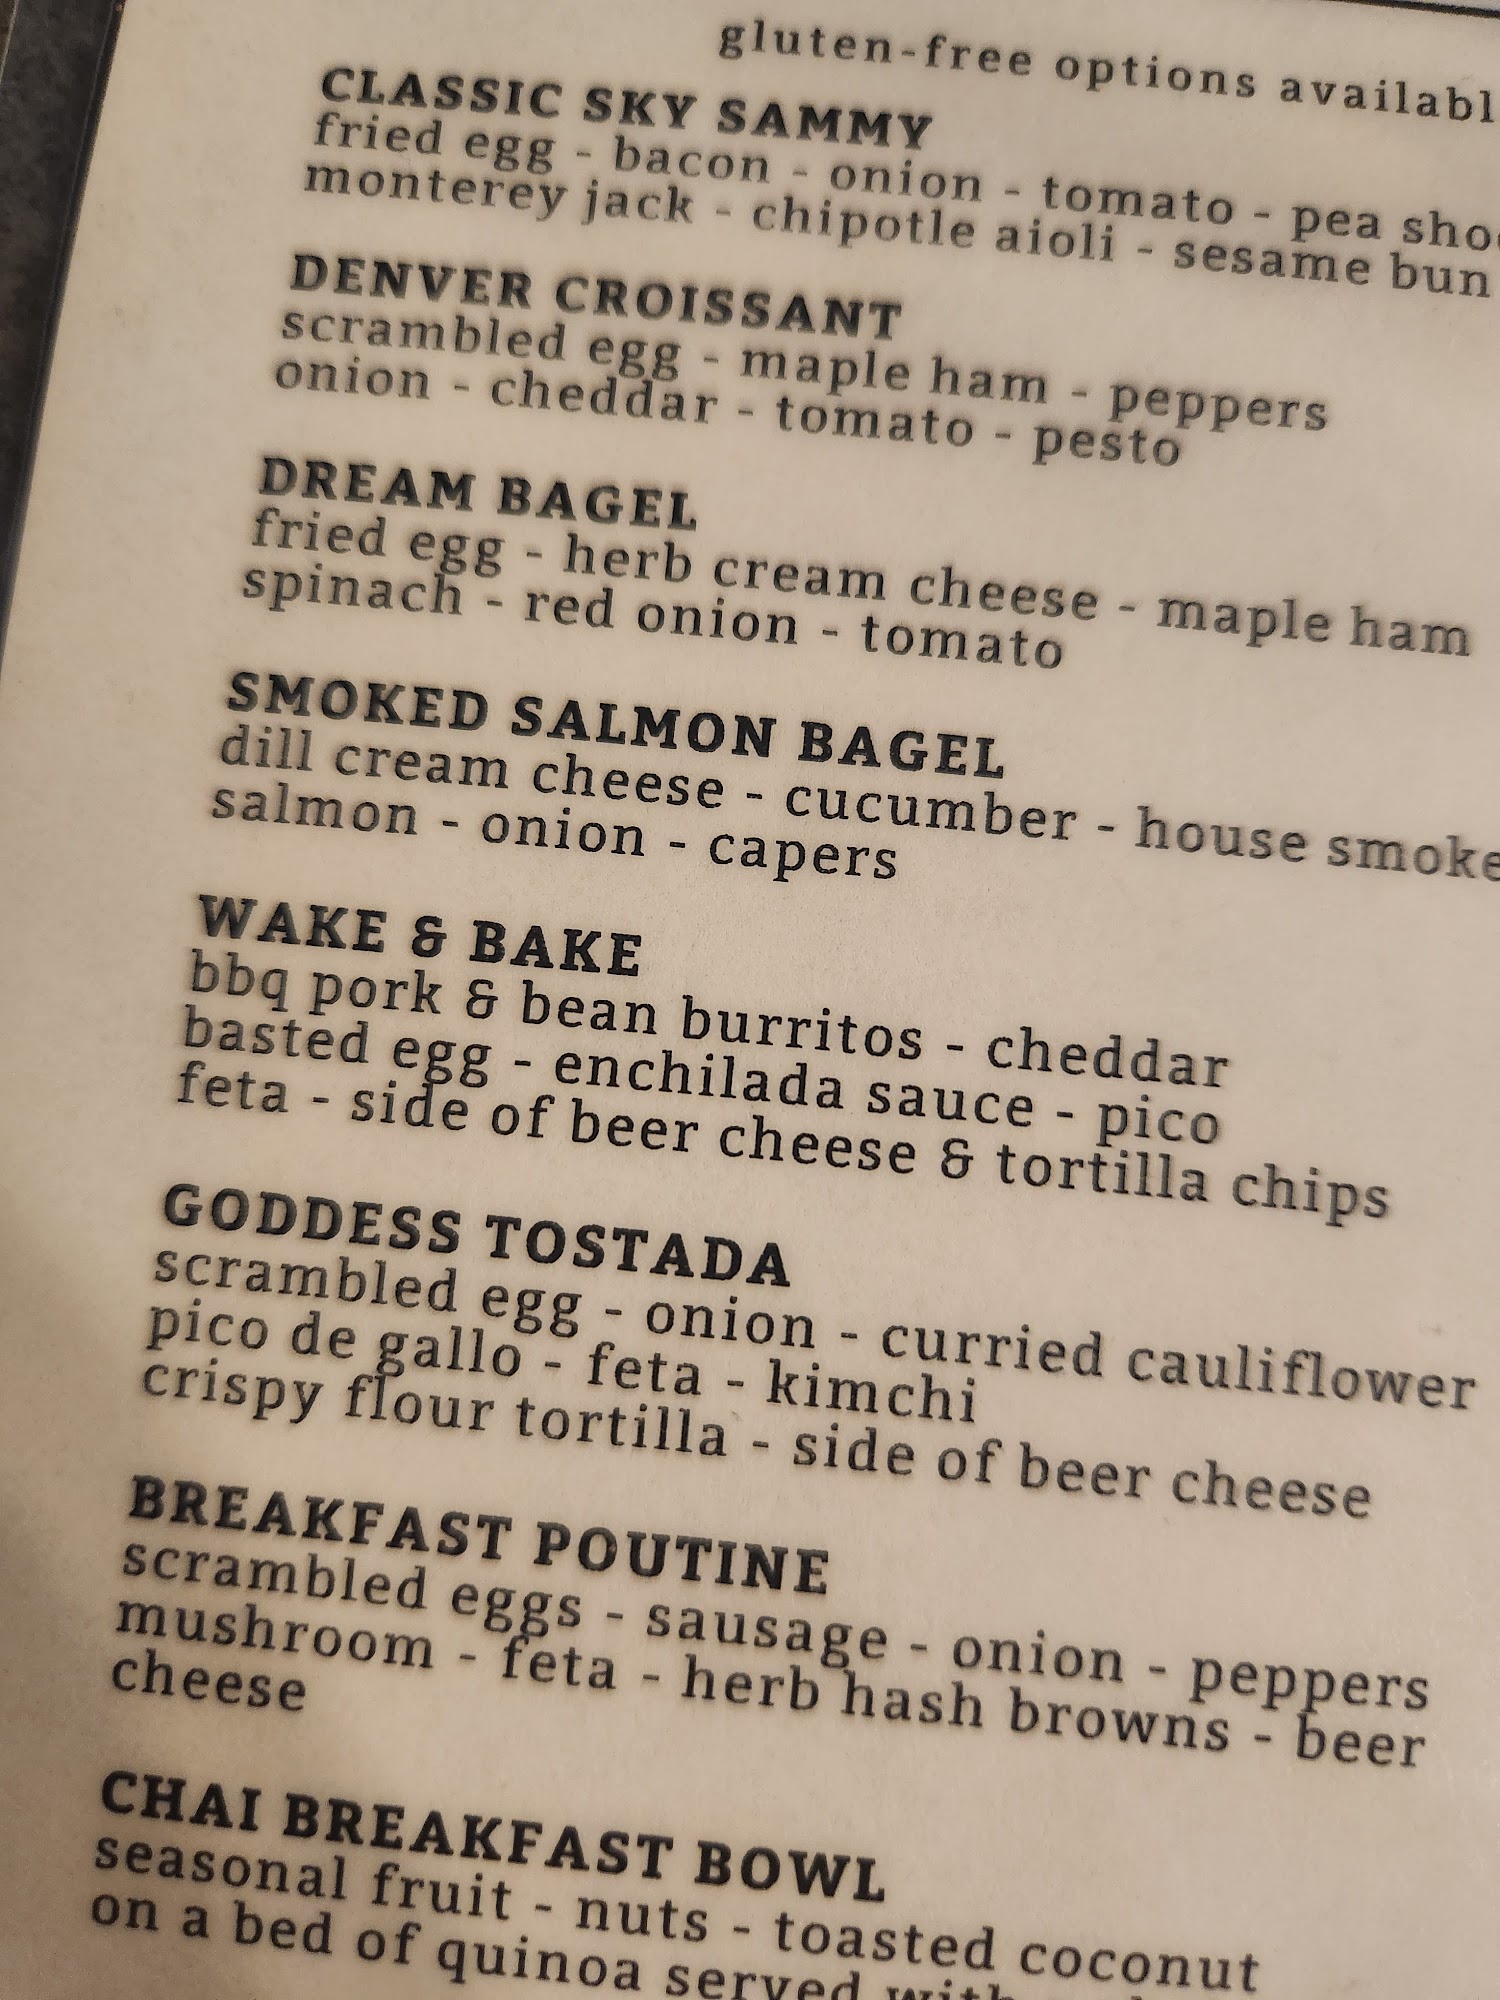 gluten-free options
CLASSIC SKY SAMMY
fried egg - bacon - onion - tomato - pea
monterey jack - chipotle aioli - sesame bun
DENVER CROISSANT
scrambled egg - maple ham - peppers
onion - cheddar - tomato - pesto
DREAM BAGEL
fried egg - herb cream cheese - maple ham
spinach - red onion - tomato
SMOKED SALMON BAGEL
dill cream cheese - cucumber - house
salmon - onion - capers
WAKE & BAKE
bbq pork & bean burritos - cheddar
basted egg - enchilada sauce - pico
feta - side of beer cheese & tortilla chips
GODDESS TOSTADA
scrambled egg - onion - curried cauliflower
pico de gallo - feta - kimchi
crispy flour tortilla - side of beer cheese
BREAKFAST POUTINE
scrambled eggs - sausage - onion - peppers
mushroom - feta - herb hash browns - beer
cheese
CHAI BREAKFAST BOWL
seasonal fruit - nuts - toasted coconut
on a bed of quinoa served